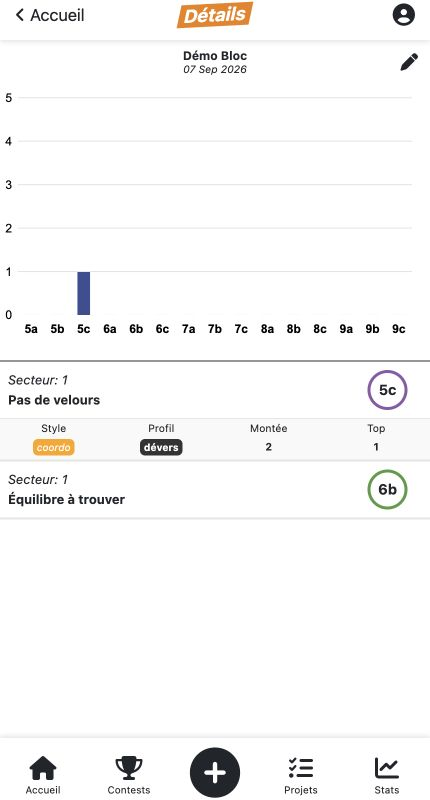 Accueil
Détails
Démo Bloc
07 Sep 2026
5
4
3
2
1
0
5a 5b 5c 6a 6b 6c 7a 7b 7c 8a 8b 8c 9a 9b 9c
Secteur: 1
Pas de velours
5c
Style Profil Montée Top
coordo dévers 2 1
Secteur: 1
Équilibre à trouver
6b
Accueil Contests Projets Stats